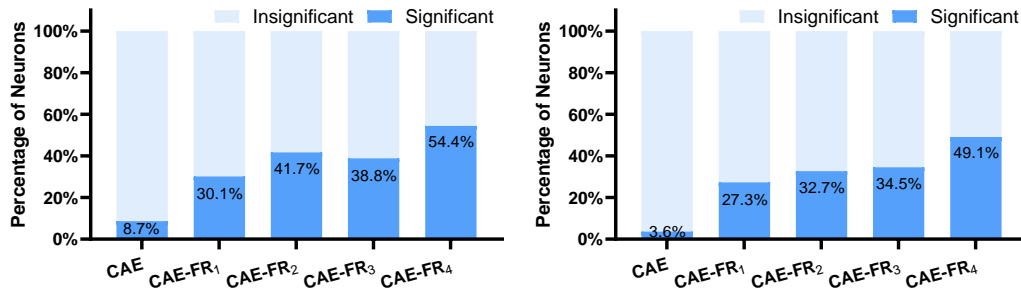 Insignificant Significant
Percentage of Neurons
100%
80%
60%
40%
20%
0%
8.7%
30.1%
41.7%
38.8%
54.4%
CAE
CAE-FR₁
CAE-FR₂
CAE-FR₃
CAE-FR₄
Insignificant Significant
Percentage of Neurons
100%
80%
60%
40%
20%
0%
3.6%
27.3%
32.7%
34.5%
49.1%
CAE
CAE-FR₁
CAE-FR₂
CAE-FR₃
CAE-FR₄